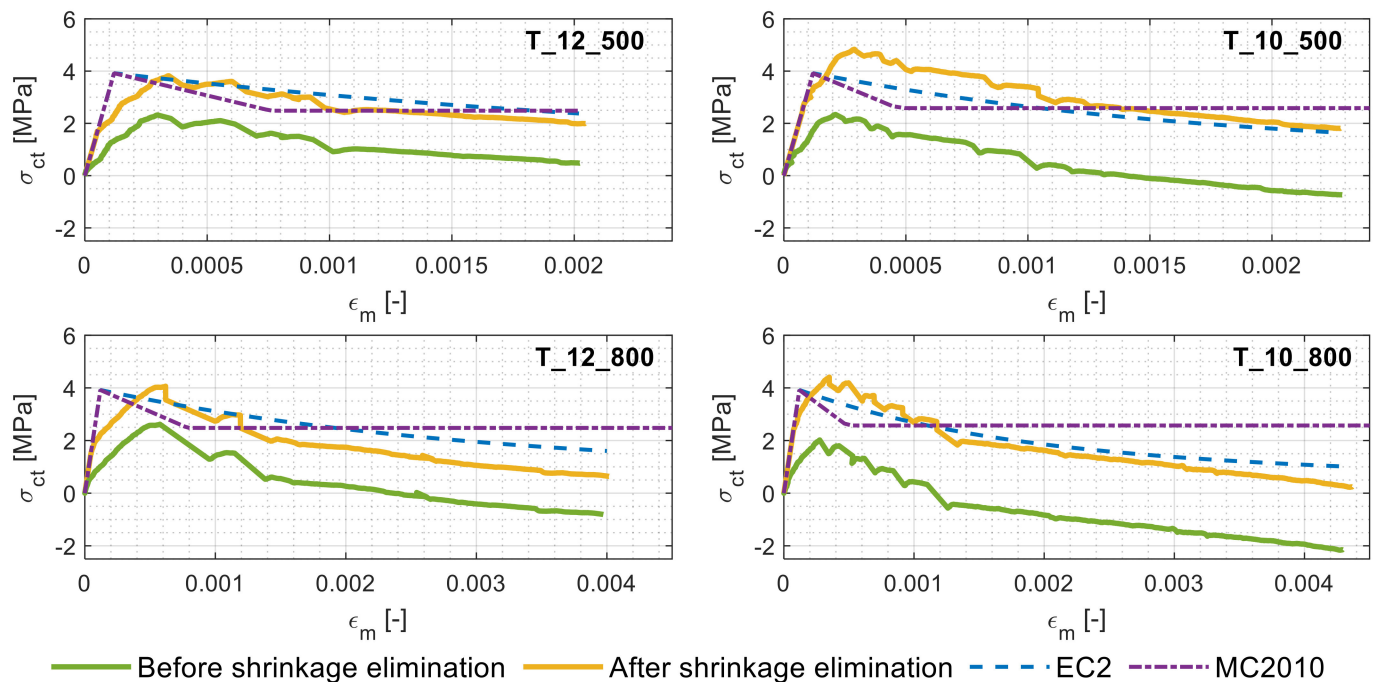 T_12_500
6
4
2
0
-2
σct [MPa]
0 0.0005 0.001 0.0015 0.002
ϵm [-]
T_10_500
6
4
2
0
-2
σct [MPa]
0 0.0005 0.001 0.0015 0.002
ϵm [-]
T_12_800
6
4
2
0
-2
σct [MPa]
0 0.001 0.002 0.003 0.004
ϵm [-]
T_10_800
6
4
2
0
-2
σct [MPa]
0 0.001 0.002 0.003 0.004
ϵm [-]
Before shrinkage elimination After shrinkage elimination EC2 MC2010